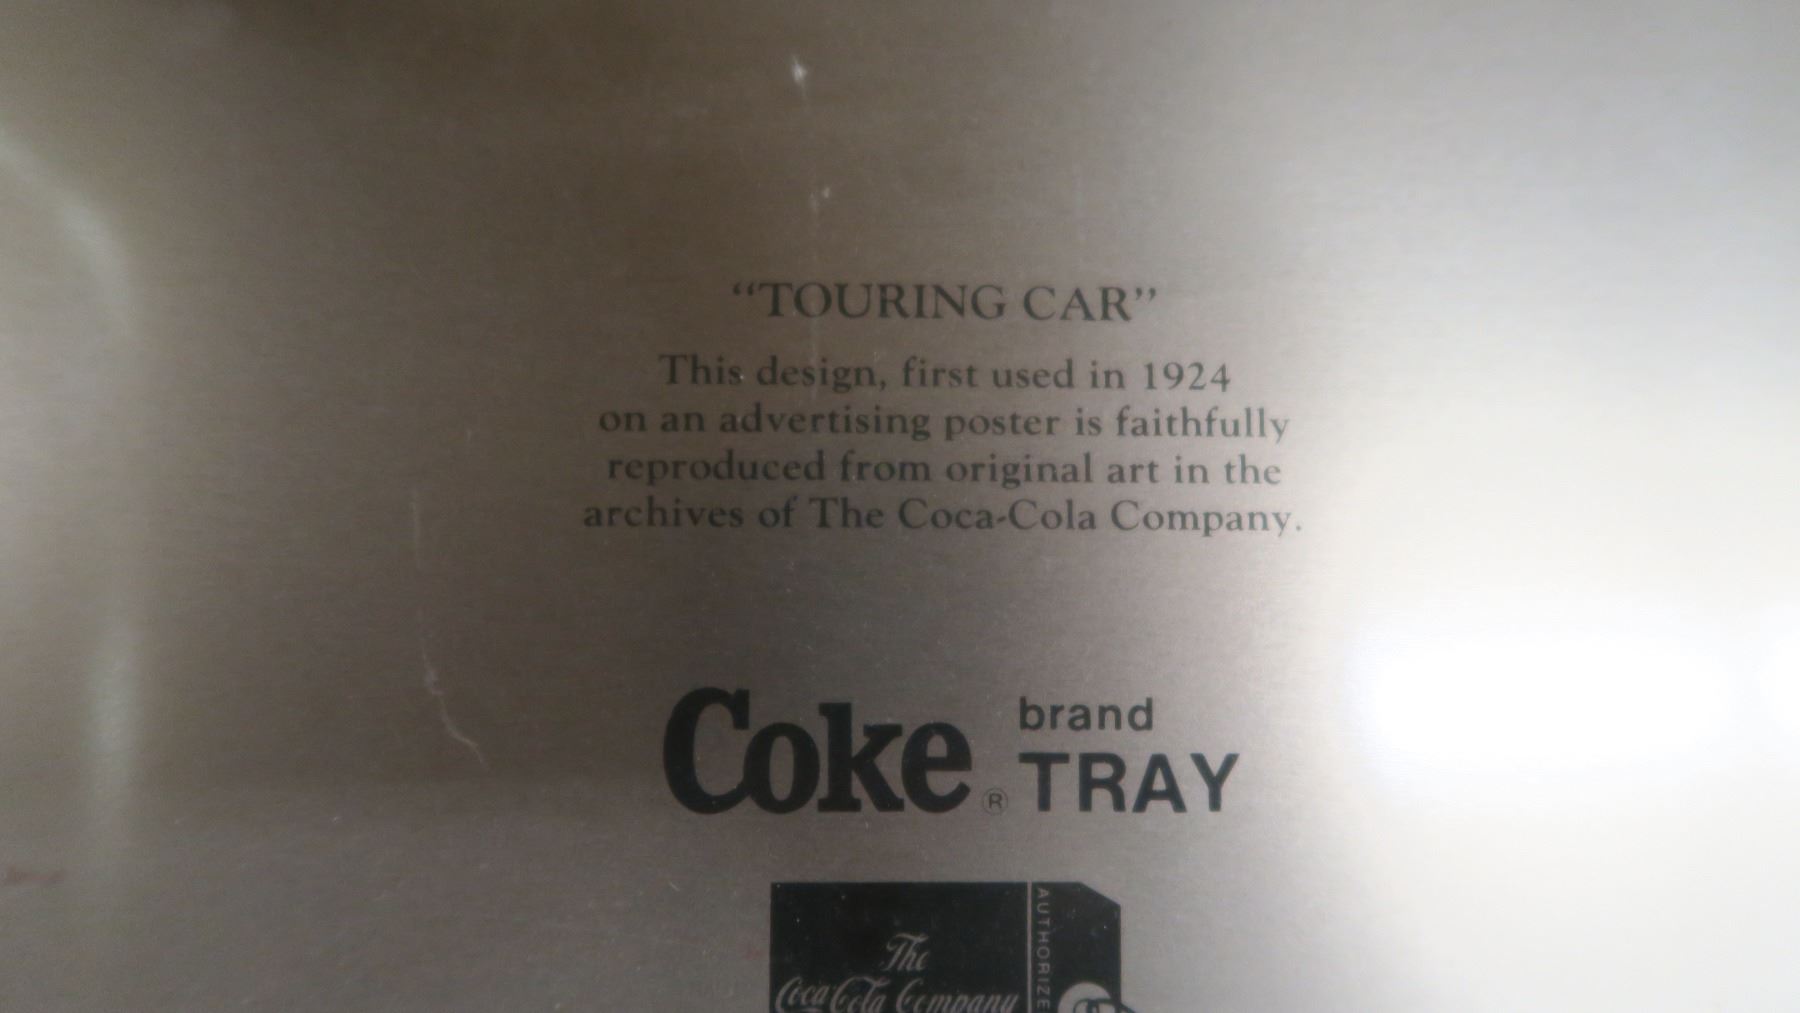 “TOURING CAR”
This design, first used in 1924
on an advertising poster is faithfully
reproduced from original art in the
archives of The Coca-Cola Company.
Coke ® brand
TRAY
The
Coca-Cola Company
AUTHORIZE